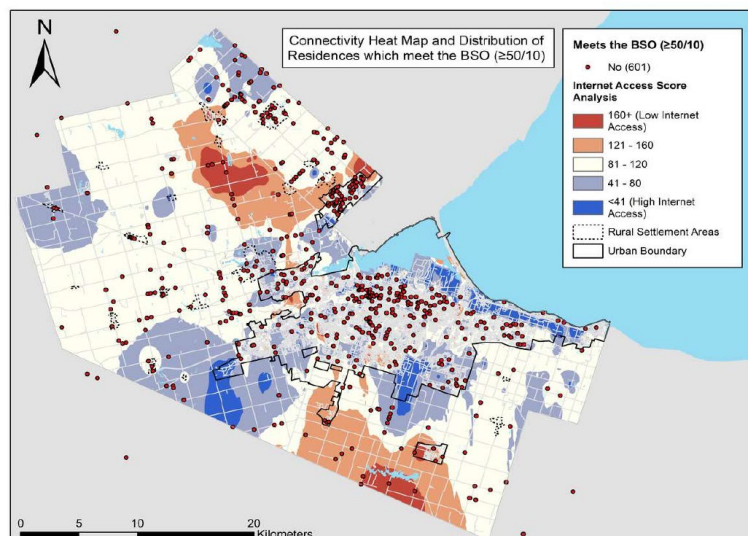 Connectivity Heat Map and Distribution of
Residences which meet the BSO (≥50/10)
N
Meets the BSO (≥50/10)
No (601)
Internet Access Score
Analysis
160+ (Low Internet
Access)
121 - 160
81 - 120
41 - 80
<41 (High Internet
Access)
Rural Settlement Areas
Urban Boundary
0 5 10 20
Kilometers